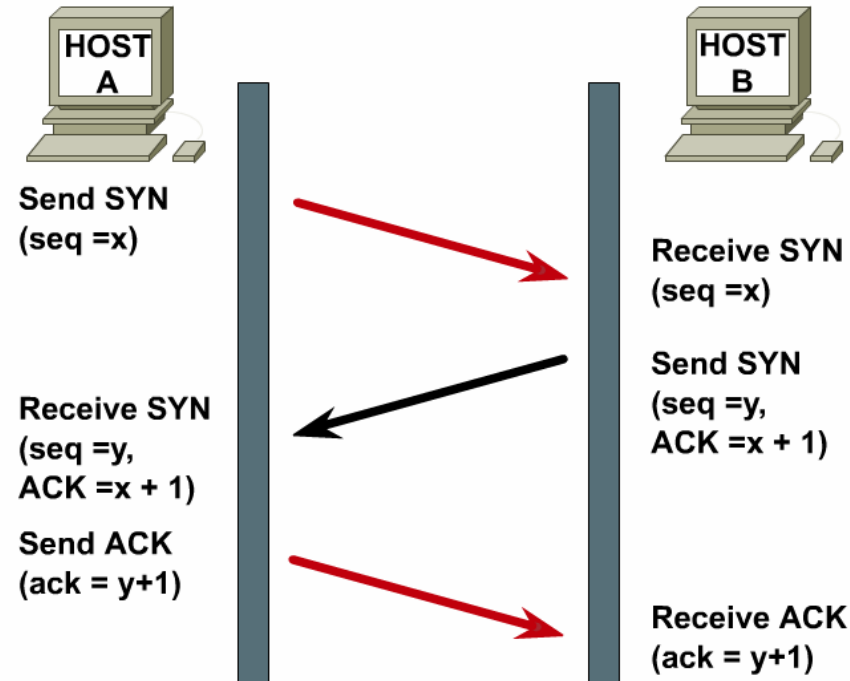 HOST
A
HOST
B
Send SYN
(seq =x)
Receive SYN
(seq =x)
Send SYN
(seq =y,
ACK =x + 1)
Receive SYN
(seq =y,
ACK =x + 1)
Send ACK
(ack = y+1)
Receive ACK
(ack = y+1)